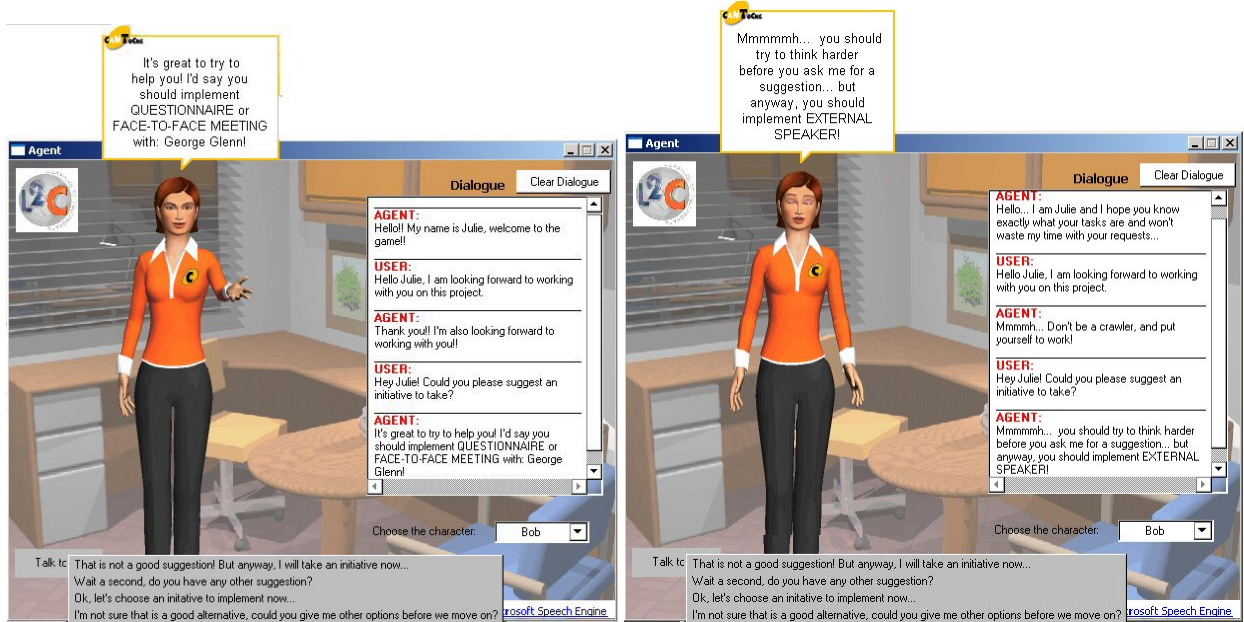 CANToChe
It's great to try to
help you! I'd say you
should implement
QUESTIONNAIRE or
FACE-TO-FACE MEETING
with: George Glenn!
Agent
L2C
Dialogue
Clear Dialogue
AGENT:
Hello!! My name is Julie, welcome to the
game!!
USER:
Hello Julie, I am looking forward to working
with you on this project.
AGENT:
Thank you!! I'm also looking forward to
working with you!!
USER:
Hey Julie! Could you please suggest an
initiative to take?
AGENT:
It's great to try to help you! I'd say you
should implement QUESTIONNAIRE or
FACE-TO-FACE MEETING with: George
Glenn!
Choose the character:
Bob
Talk to
That is not a good suggestion! But anyway, I will take an initiative now...
Wait a second, do you have any other suggestion?
Ok, let's choose an initative to implement now...
I'm not sure that is a good alternative, could you give me other options before we move on?
rosoft Speech Engine
CANToChe
Mmmmmh... you should
try to think harder
before you ask me for a
suggestion... but
anyway, you should
implement EXTERNAL
SPEAKER!
Agent
L2C
Dialogue
Clear Dialogue
AGENT:
Hello... I am Julie and I hope you know
exactly what your tasks are and won't
waste my time with your requests...
USER:
Hello Julie, I am looking forward to working
with you on this project.
AGENT:
Mmmmh... Don't be a crawler, and put
yourself to work!
USER:
Hey Julie! Could you please suggest an
initiative to take?
AGENT:
Mmmmmh... you should try to think harder
before you ask me for a suggestion... but
anyway, you should implement EXTERNAL
SPEAKER!
Choose the character:
Bob
Talk to
That is not a good suggestion! But anyway, I will take an initiative now...
Wait a second, do you have any other suggestion?
Ok, let's choose an initative to implement now...
I'm not sure that is a good alternative, could you give me other options before we move on?
rosoft Speech Engine